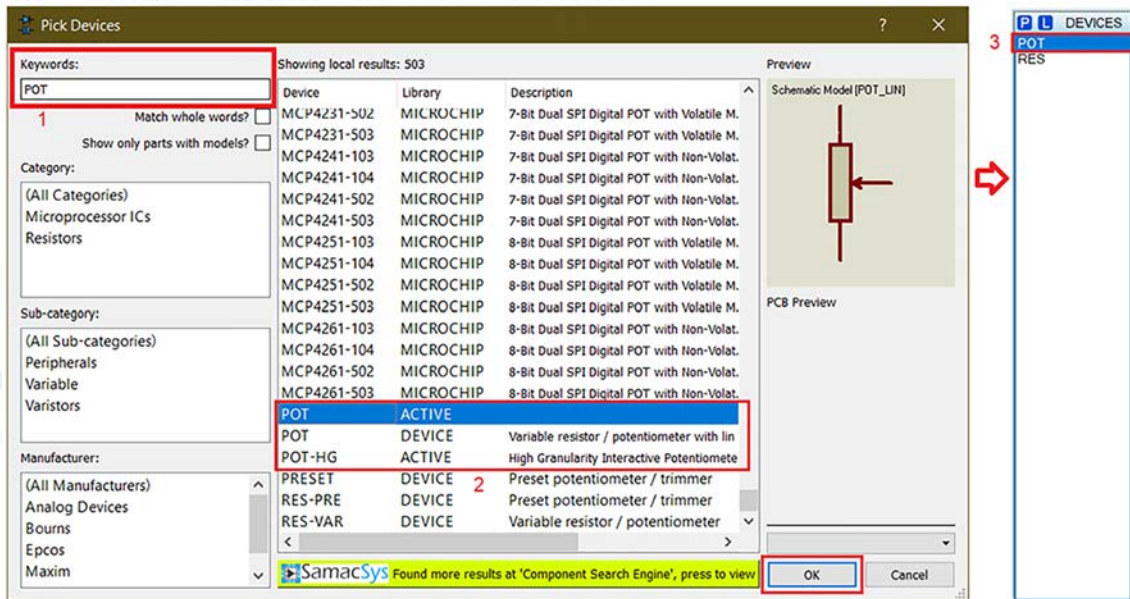 Pick Devices
?
Keywords:
POT
1
Match whole words?
Show only parts with models?
Category:
(All Categories)
Microprocessor ICs
Resistors
Sub-category:
(All Sub-categories)
Peripherals
Variable
Varistors
Manufacturer:
(All Manufacturers)
Analog Devices
Bourns
Epcos
Maxim
Showing local results: 503
Device Library Description
MCP4231-502 MICROCHIP 7-Bit Dual SPI Digital POT with Volatile M.
MCP4231-503 MICROCHIP 7-Bit Dual SPI Digital POT with Volatile M.
MCP4241-103 MICROCHIP 7-Bit Dual SPI Digital POT with Non-Volat.
MCP4241-104 MICROCHIP 7-Bit Dual SPI Digital POT with Non-Volat.
MCP4241-502 MICROCHIP 7-Bit Dual SPI Digital POT with Non-Volat.
MCP4241-503 MICROCHIP 7-Bit Dual SPI Digital POT with Non-Volat.
MCP4251-103 MICROCHIP 8-Bit Dual SPI Digital POT with Volatile M.
MCP4251-104 MICROCHIP 8-Bit Dual SPI Digital POT with Volatile M.
MCP4251-502 MICROCHIP 8-Bit Dual SPI Digital POT with Volatile M.
MCP4251-503 MICROCHIP 8-Bit Dual SPI Digital POT with Volatile M.
MCP4261-103 MICROCHIP 8-Bit Dual SPI Digital POT with Non-Volat.
MCP4261-104 MICROCHIP 8-Bit Dual SPI Digital POT with Non-Volat.
MCP4261-502 MICROCHIP 8-Bit Dual SPI Digital POT with Non-Volat.
MCP4261-503 MICROCHIP 8-Bit Dual SPI Digital POT with Non-Volat.
POT ACTIVE
POT DEVICE Variable resistor / potentiometer with lin
POT-HG ACTIVE High Granularity Interactive Potentiomete
PRESET DEVICE Preset potentiometer / trimmer
2
RES-PRE DEVICE Preset potentiometer / trimmer
RES-VAR DEVICE Variable resistor / potentiometer
SamacSys Found more results at 'Component Search Engine', press to view
Preview
Schematic Model [POT_LIN]
PCB Preview
OK Cancel
P L DEVICES
3 POT
RES